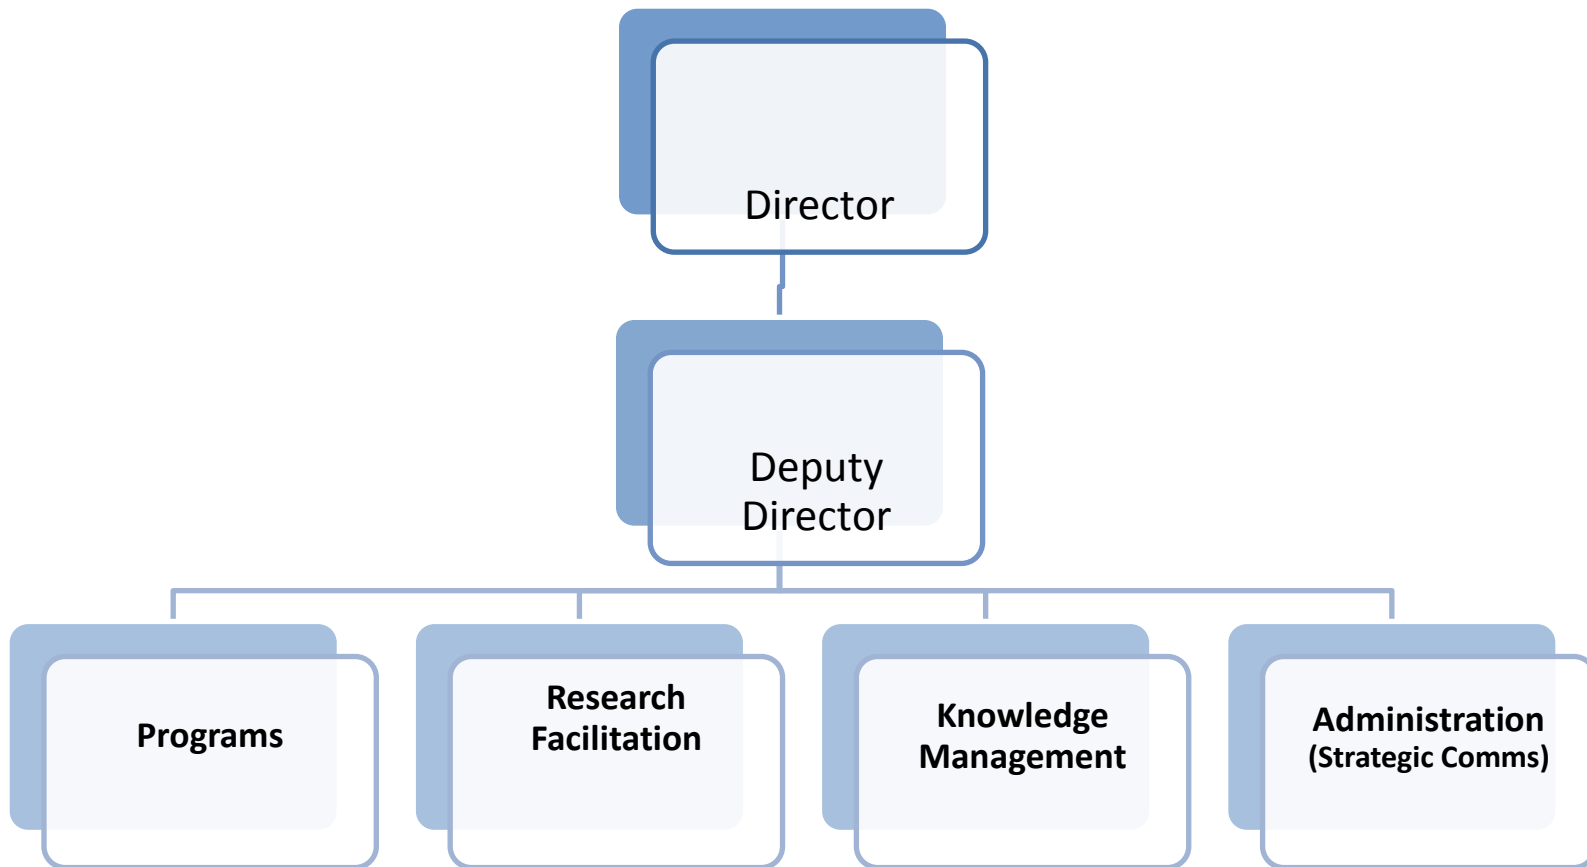 Director
Deputy
Director
Programs
Research
Facilitation
Knowledge
Management
Administration
(Strategic Comms)